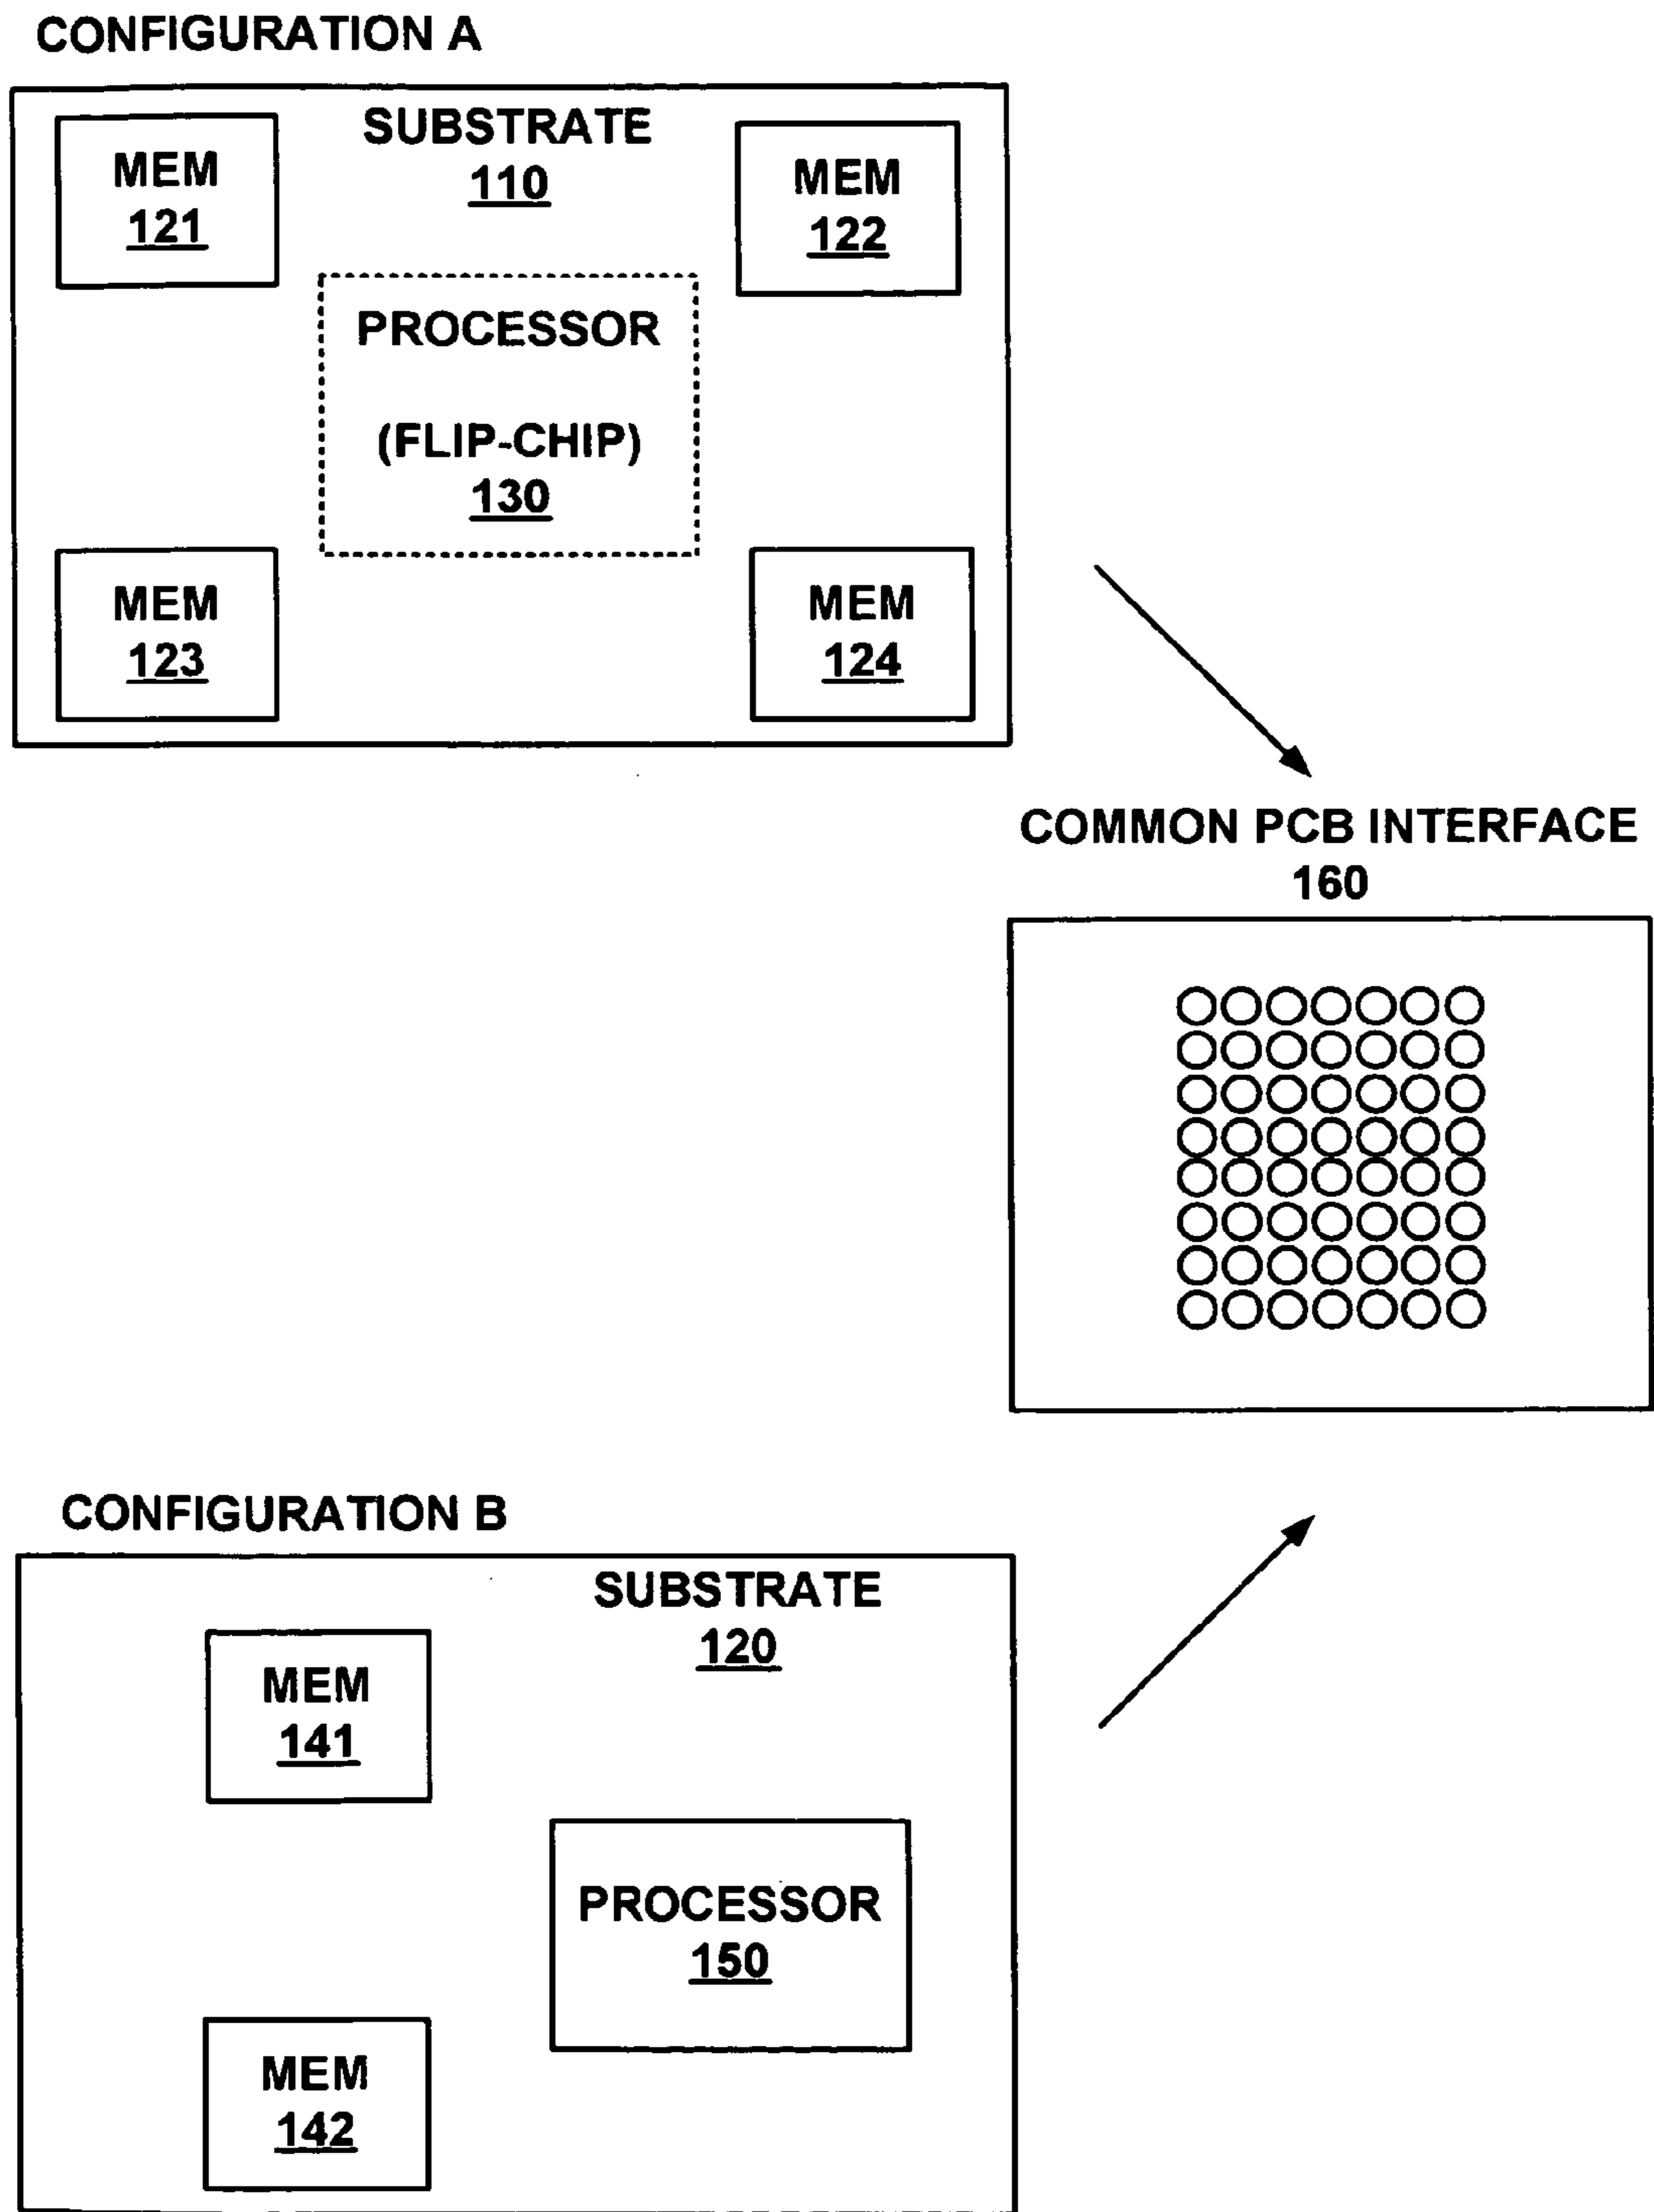 CONFIGURATION A
SUBSTRATE
110
MEM
121
MEM
122
PROCESSOR
(FLIP-CHIP)
130
MEM
123
MEM
124
COMMON PCB INTERFACE
160
CONFIGURATION B
SUBSTRATE
120
MEM
141
PROCESSOR
150
MEM
142